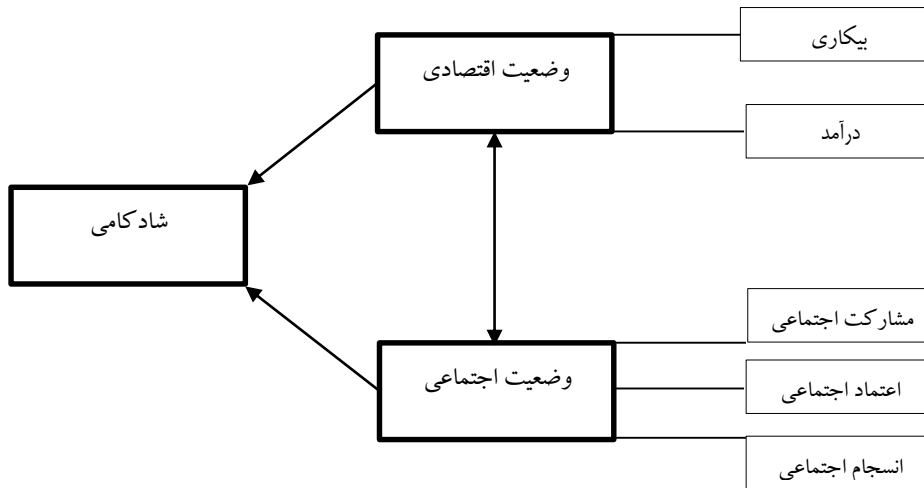 بیکاری
وضعیت اقتصادی
درآمد
شادکامی
مشارکت اجتماعی
وضعیت اجتماعی
اعتماد اجتماعی
انسجام اجتماعی